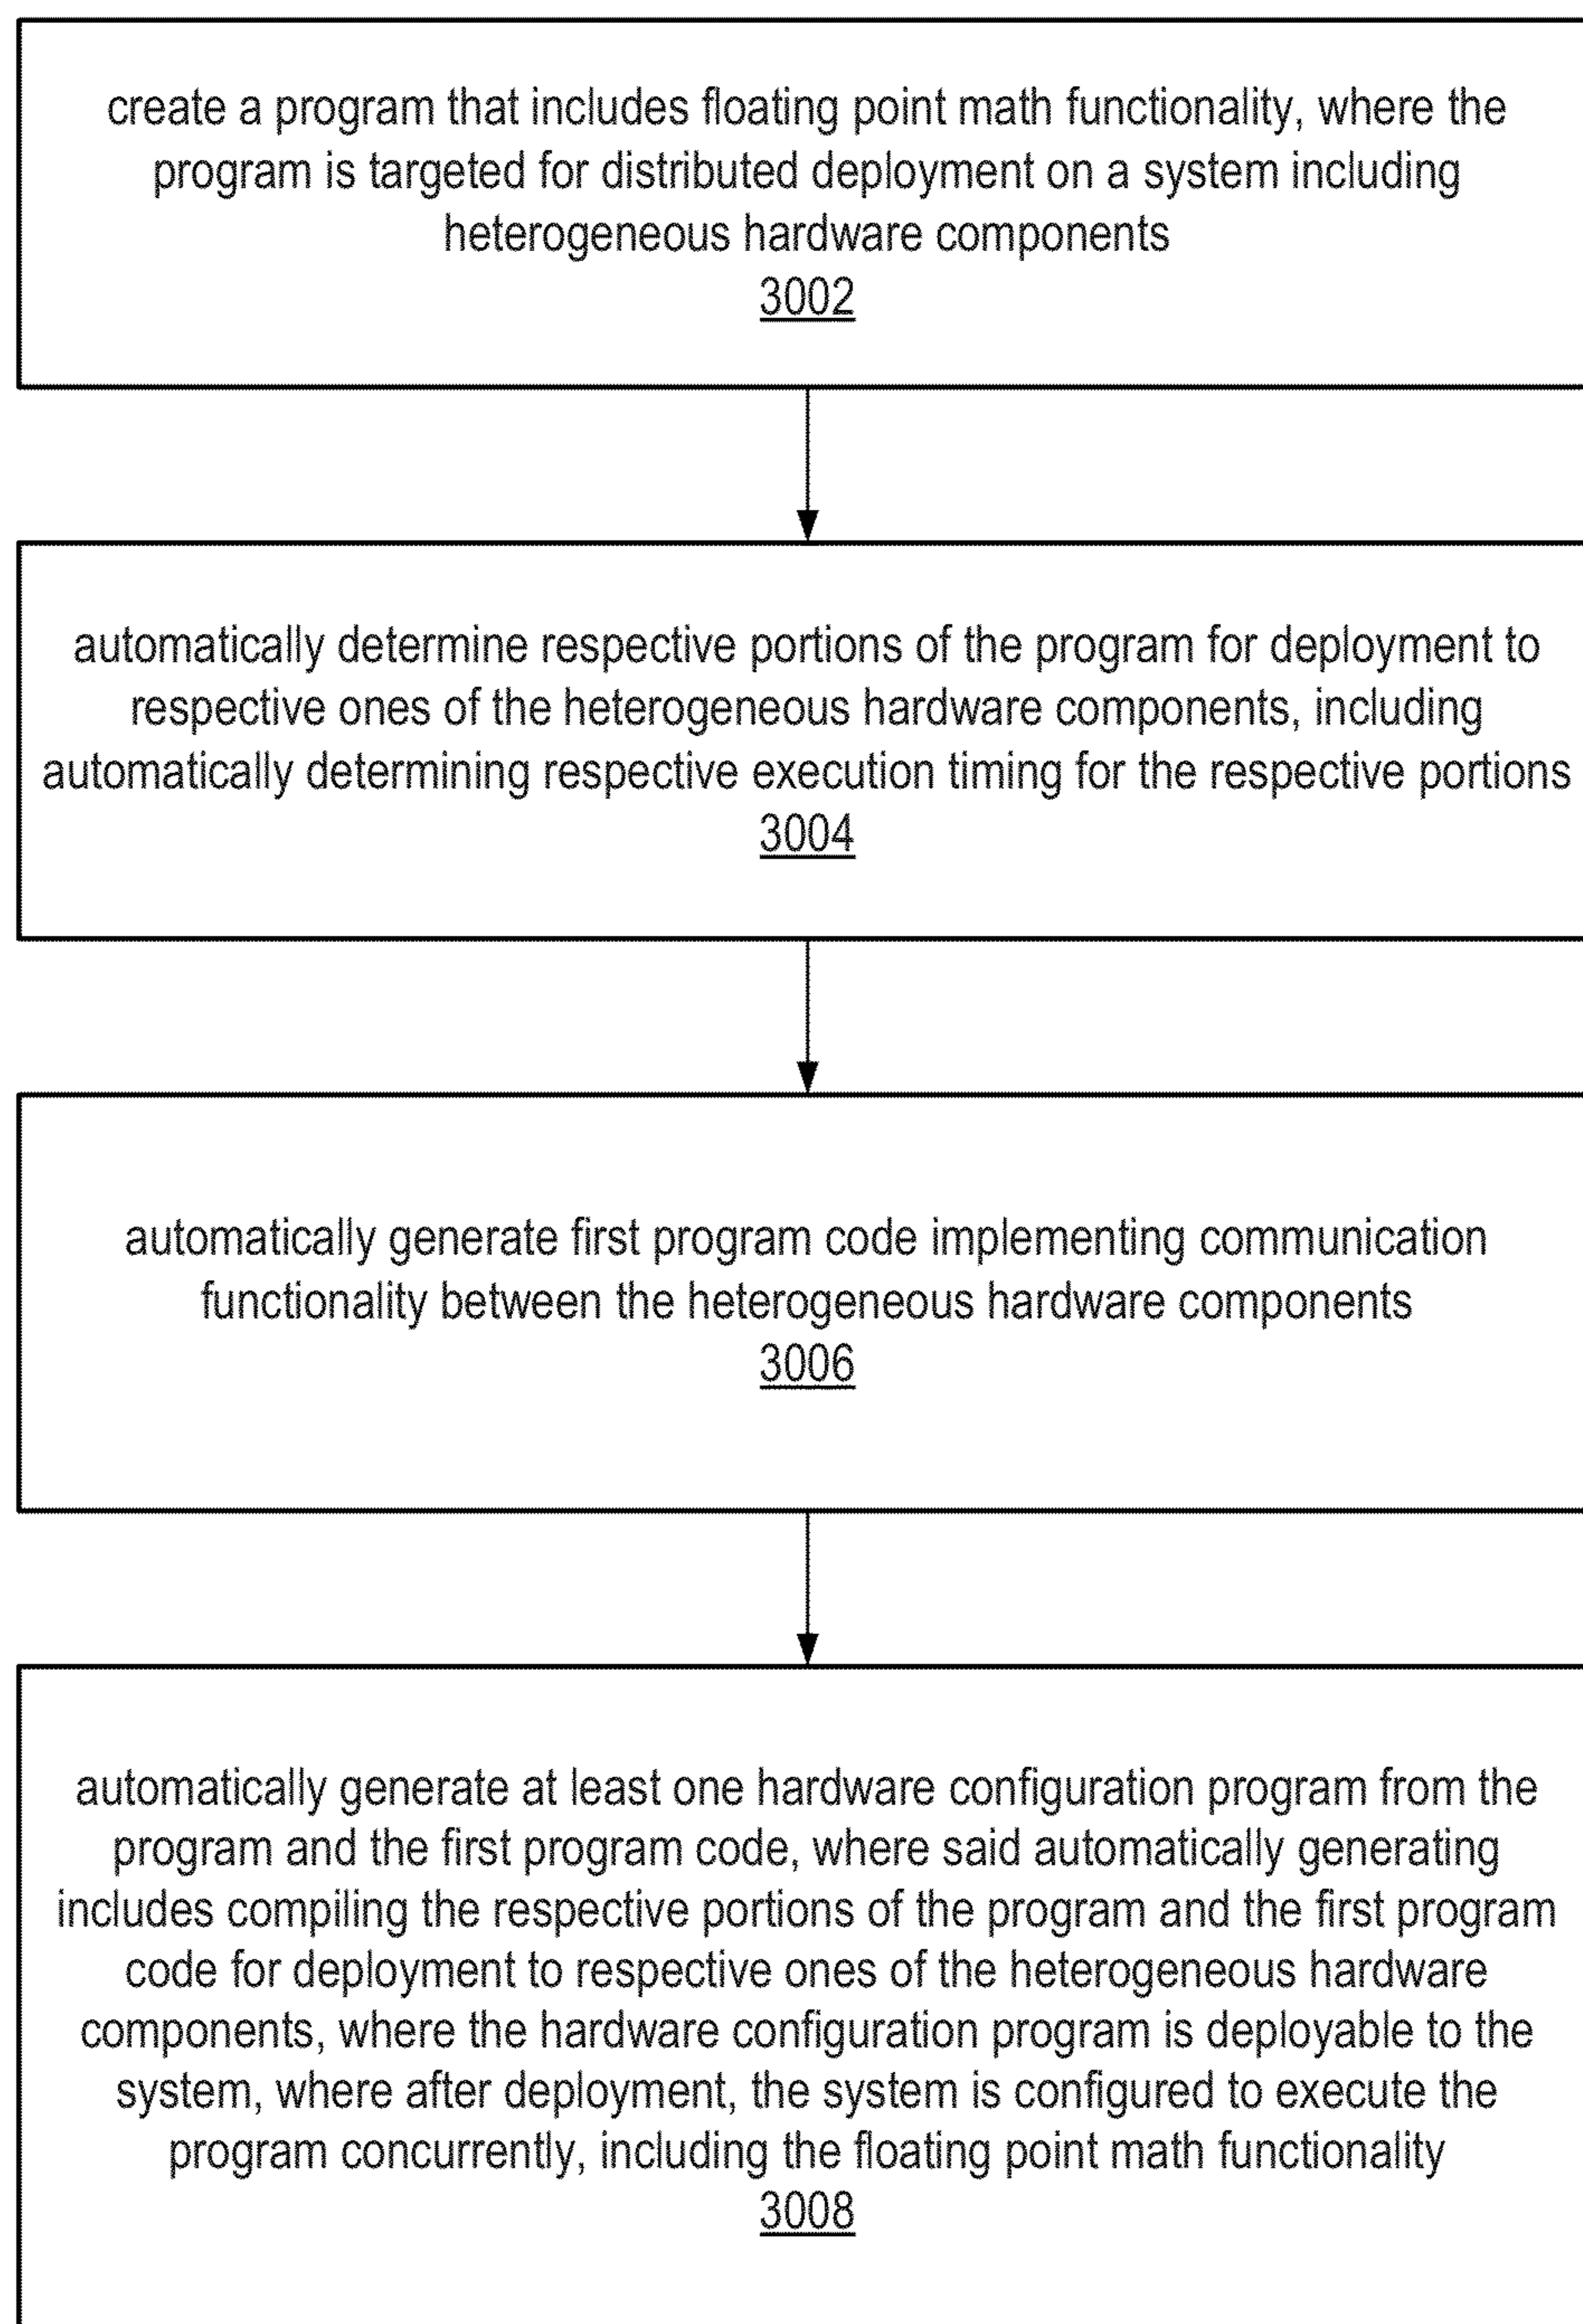 create a program that includes floating point math functionality, where the
program is targeted for distributed deployment on a system including
heterogeneous hardware components
3002
automatically determine respective portions of the program for deployment to
respective ones of the heterogeneous hardware components, including
automatically determining respective execution timing for the respective portions
3004
automatically generate first program code implementing communication
functionality between the heterogeneous hardware components
3006
automatically generate at least one hardware configuration program from the
program and the first program code, where said automatically generating
includes compiling the respective portions of the program and the first program
code for deployment to respective ones of the heterogeneous hardware
components, where the hardware configuration program is deployable to the
system, where after deployment, the system is configured to execute the
program concurrently, including the floating point math functionality
3008